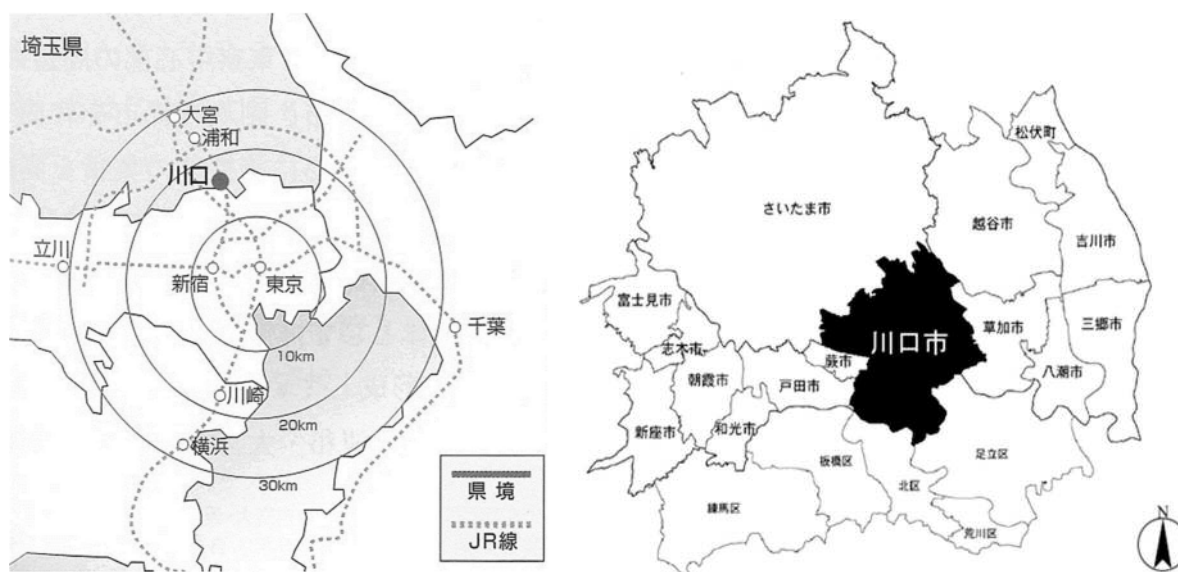 埼玉県
大宮
浦和
川口
立川
新宿
東京
千葉
10km
川崎
20km
横浜
30km
県境
JR線
松伏町
さいたま市
越谷市
吉川市
富士見市
川口市
草加市
三郷市
志木市
蕨市
朝霞市
戸田市
八潮市
新座市
和光市
板橋区
足立区
北区
練馬区
荒川区
N